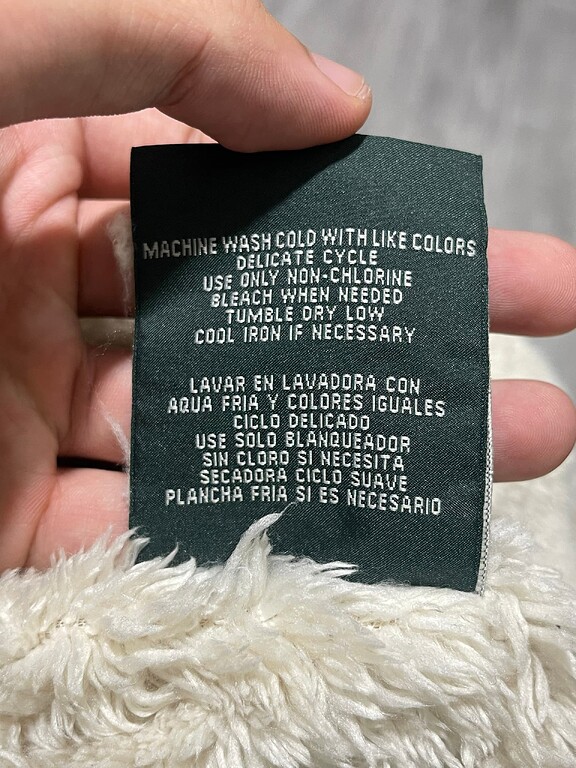 MACHINE WASH COLD WITH LIKE COLORS
DELICATE CYCLE
USE ONLY NON-CHLORINE
BLEACH WHEN NEEDED
TUMBLE DRY LOW
COOL IRON IF NECESSARY
LAVAR EN LAVADORA CON
AQUA FRIA Y COLORES IGUALES
CICLO DELICADO
USE SOLO BLANQUEADOR
SIN CLORO SI NECESITA
SECADORA CICLO SUAVE
PLANCHA FRIA SI ES NECESARIO